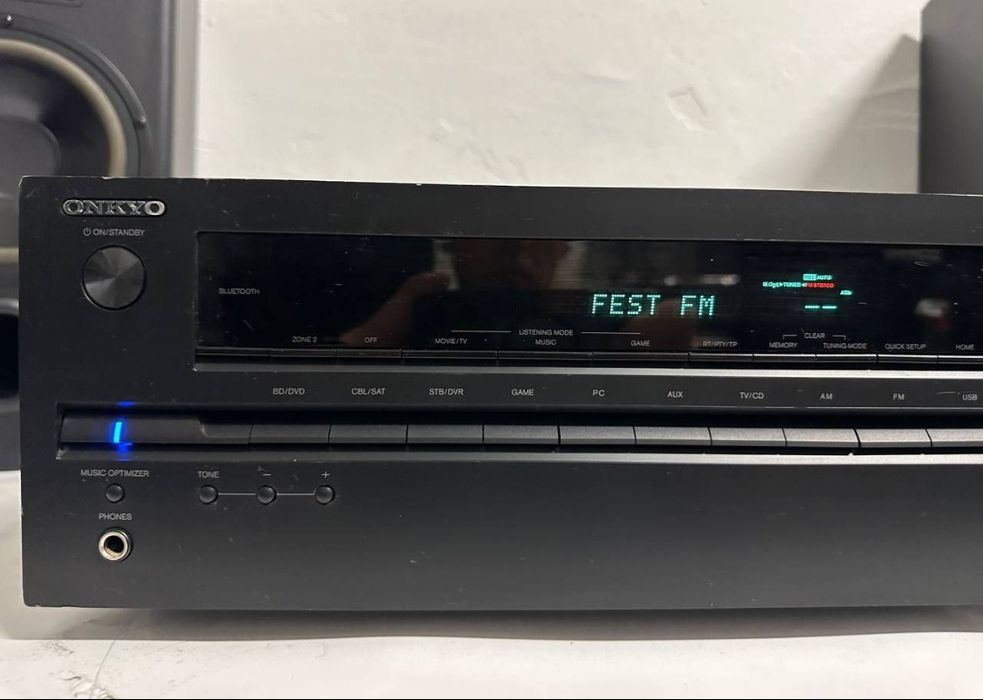 ONKYO
ON/STANDBY
BLUETOOTH
FEST FM
AUTO
TUNED FM STEREO
ASb
ZONE 2 OFF MOVIE/TV LISTENING MODE MUSIC GAME RT/PTY/TP MEMORY CLEAR TUNING MODE QUICK SETUP HOME
BD/DVD CBL/SAT STB/DVR GAME PC AUX TV/CD AM FM USB
MUSIC OPTIMIZER TONE − +
PHONES